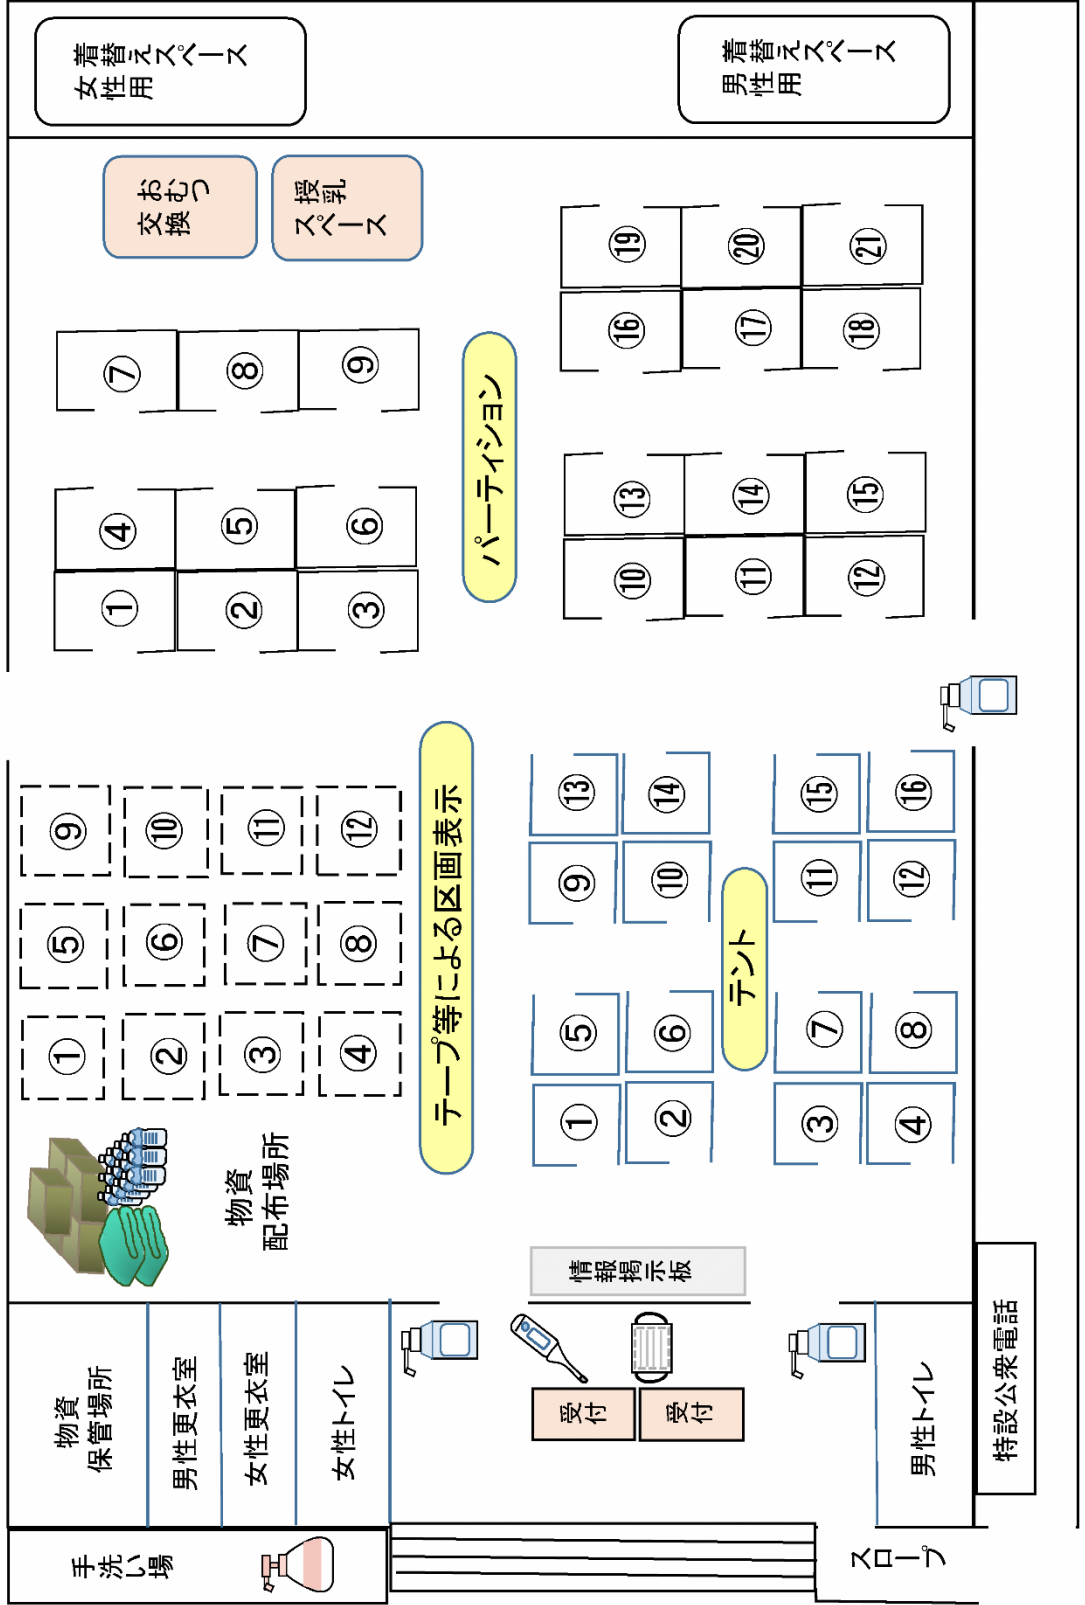 手洗い場
スロープ
物資
保管場所
男性更衣室
女性更衣室
女性トイレ
受付
受付
男性トイレ
特設公衆電話
情報掲示板
物資
配布場所
①
⑤
⑨
②
⑥
⑩
③
⑦
⑪
④
⑧
⑫
テープ等による区画表示
①
⑤
⑨
⑬
②
⑥
⑩
⑭
テント
③
⑦
⑪
⑮
④
⑧
⑫
⑯
①
④
⑦
②
⑤
⑧
③
⑥
⑨
パーティション
⑩
⑬
⑯
⑲
⑪
⑭
⑰
⑳
⑫
⑮
⑱
㉑
おむつ
交換
授乳
スペース
着替えスペース
女性用
着替えスペース
男性用